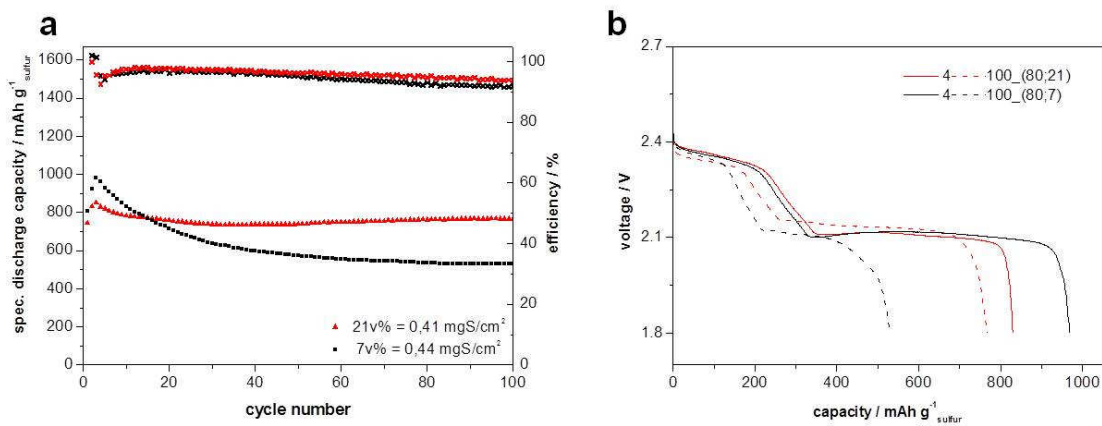 a
spec. discharge capacity / mAh g⁻¹sulfur
1600
1400
1200
1000
800
600
400
200
0
100
80
60
40
20
0
efficiency / %
21v% = 0,41 mgS/cm²
7v% = 0,44 mgS/cm²
0 20 40 60 80 100
cycle number
b
voltage / V
2.7
2.4
2.1
1.8
4 100_(80;21)
4 100_(80;7)
0 200 400 600 800 1000
capacity / mAh g⁻¹sulfur